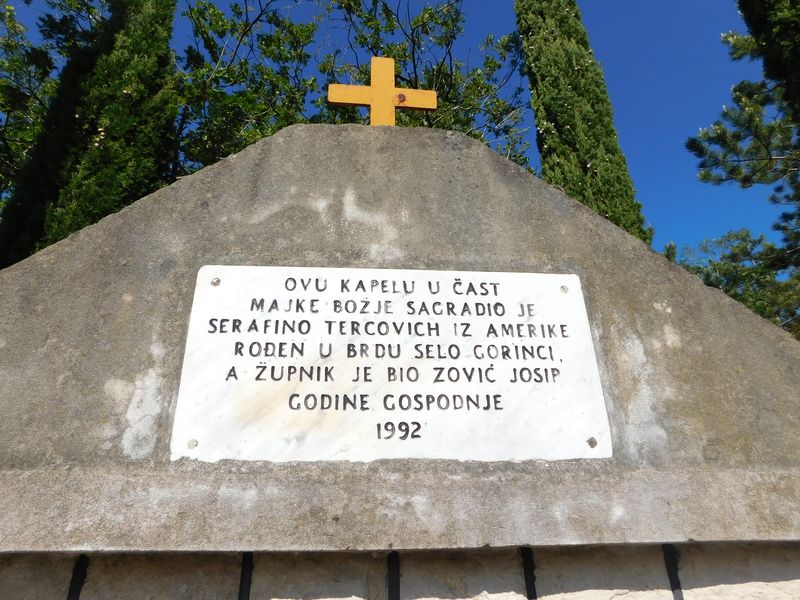 OVU KAPELU U ČAST
MAJKE BOŽJE SAGRADIO JE
SERAFINO TERCOVICH IZ AMERIKE
ROĐEN U BRDU SELO GORINCI,
A ŽUPNIK JE BIO ZOVIĆ JOSIP
GODINE GOSPODNJE
1992